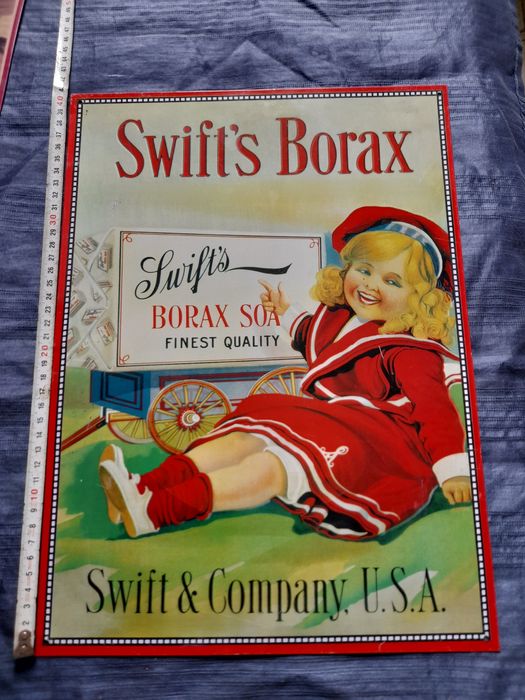 Swift's Borax
Swift's
BORAX SOA
FINEST QUALITY
A
Swift & Company, U.S.A.